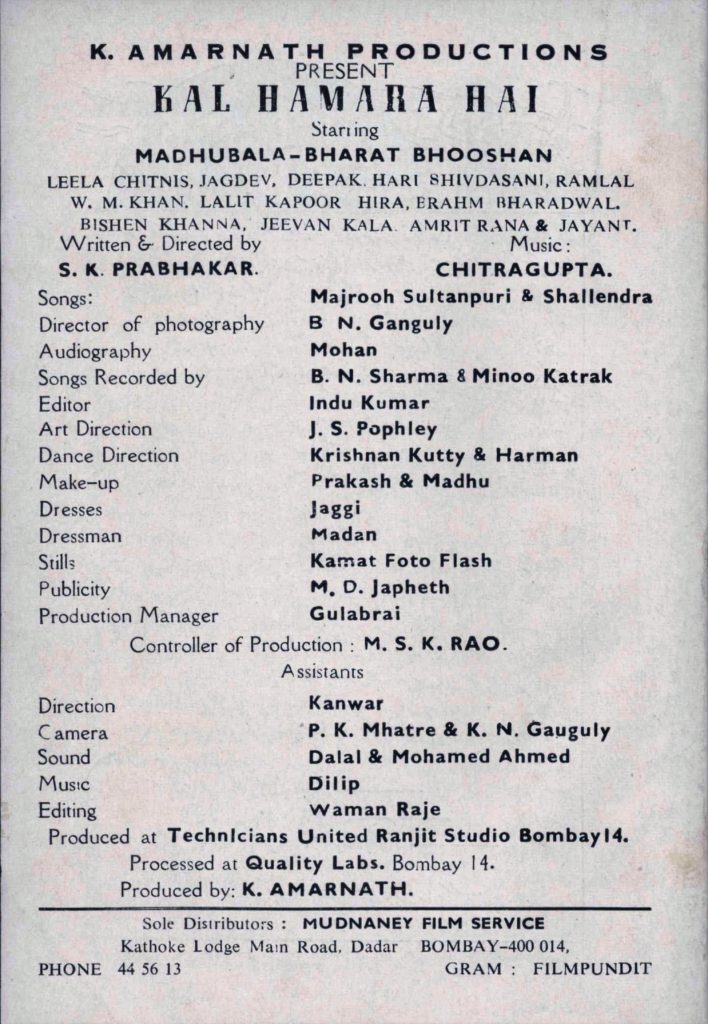 K. AMARNATH PRODUCTIONS
PRESENT
KAL HAMARA HAI
Starring
MADHUBALA-BHARAT BHOOSHAN
LEELA CHITNIS, JAGDEV, DEEPAK. HARI SHIVDASANI, RAMLAL
W. M. KHAN. LALIT KAPOOR HIRA, BRAHM BHARADWAL.
BISHEN KHANNA, JEEVAN KALA. AMRIT RANA & JAYANT.
Written & Directed by Music:
S. K. PRABHAKAR. CHITRAGUPTA.
Songs: Majrooh Sultanpuri & Shallendra
Director of photography B N. Ganguly
Audiography Mohan
Songs Recorded by B. N. Sharma & Minoo Katrak
Editor Indu Kumar
Art Direction J. S. Pophley
Dance Direction Krishnan Kutty & Harman
Make-up Prakash & Madhu
Dresses Jaggi
Dressman Madan
Stills Kamat Foto Flash
Publicity M. D. Japheth
Production Manager Gulabrai
Controller of Production : M. S. K. RAO.
Assistants
Direction Kanwar
Camera P. K. Mhatre & K. N. Gauguly
Sound Dalal & Mohamed Ahmed
Music Dilip
Editing Waman Raje
Produced at Technicians United Ranjit Studio Bombay14.
Processed at Quality Labs. Bombay 14.
Produced by: K. AMARNATH.
Sole Distributors : MUDNANEY FILM SERVICE
Kathoke Lodge Main Road, Dadar BOMBAY-400 014,
PHONE 44 56 13 GRAM : FILMPUNDIT